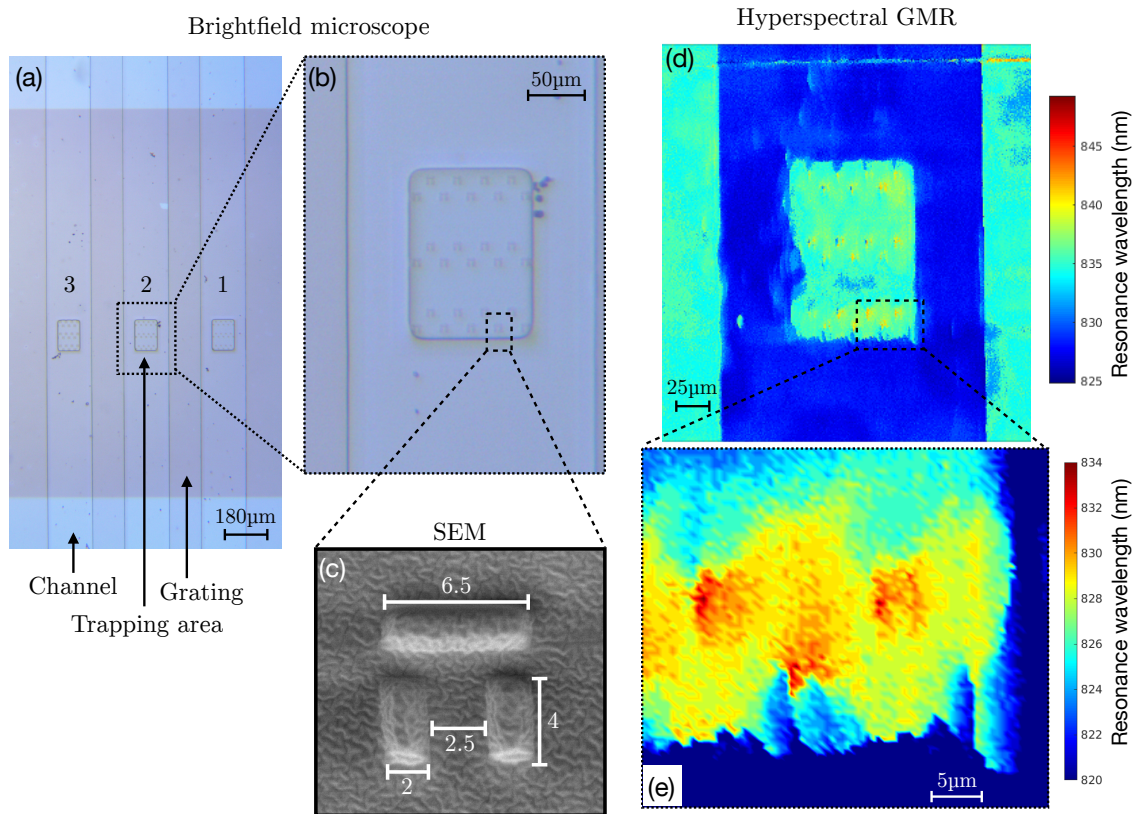 Brightfield microscope
Hyperspectral GMR
(a)
3
2
1
180µm
Channel
Grating
Trapping area
(b)
50µm
SEM
(c)
6.5
4
2.5
2
(d)
25µm
845
840
835
830
825
Resonance wavelength (nm)
(e)
5µm
834
832
830
828
826
824
822
820
Resonance wavelength (nm)